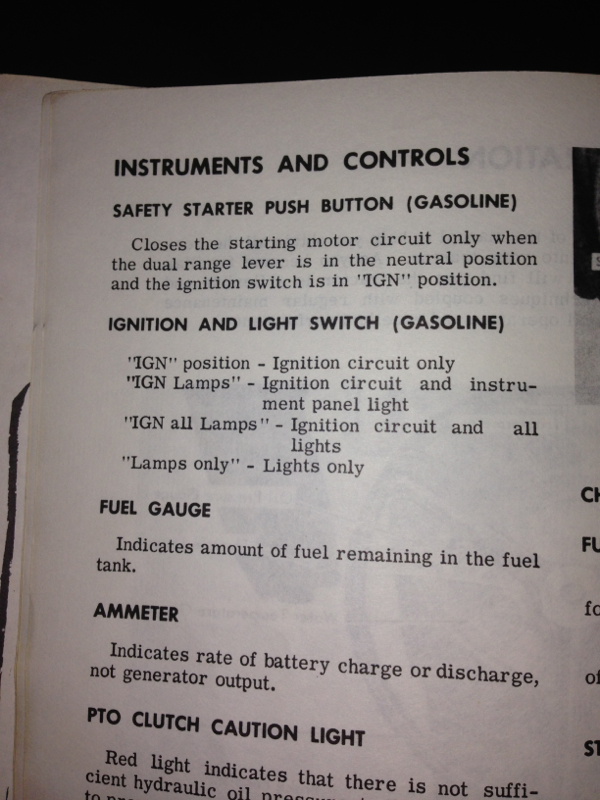 INSTRUMENTS AND CONTROLS
SAFETY STARTER PUSH BUTTON (GASOLINE)
Closes the starting motor circuit only when
the dual range lever is in the neutral position
and the ignition switch is in "IGN" position.
IGNITION AND LIGHT SWITCH (GASOLINE)
"IGN" position - Ignition circuit only
"IGN Lamps" - Ignition circuit and instru-
ment panel light
"IGN all Lamps" - Ignition circuit and all
lights
"Lamps only" - Lights only
FUEL GAUGE
Indicates amount of fuel remaining in the fuel
tank.
AMMETER
Indicates rate of battery charge or discharge,
not generator output.
PTO CLUTCH CAUTION LIGHT
Red light indicates that there is not suffi-
cient hydraulic oil